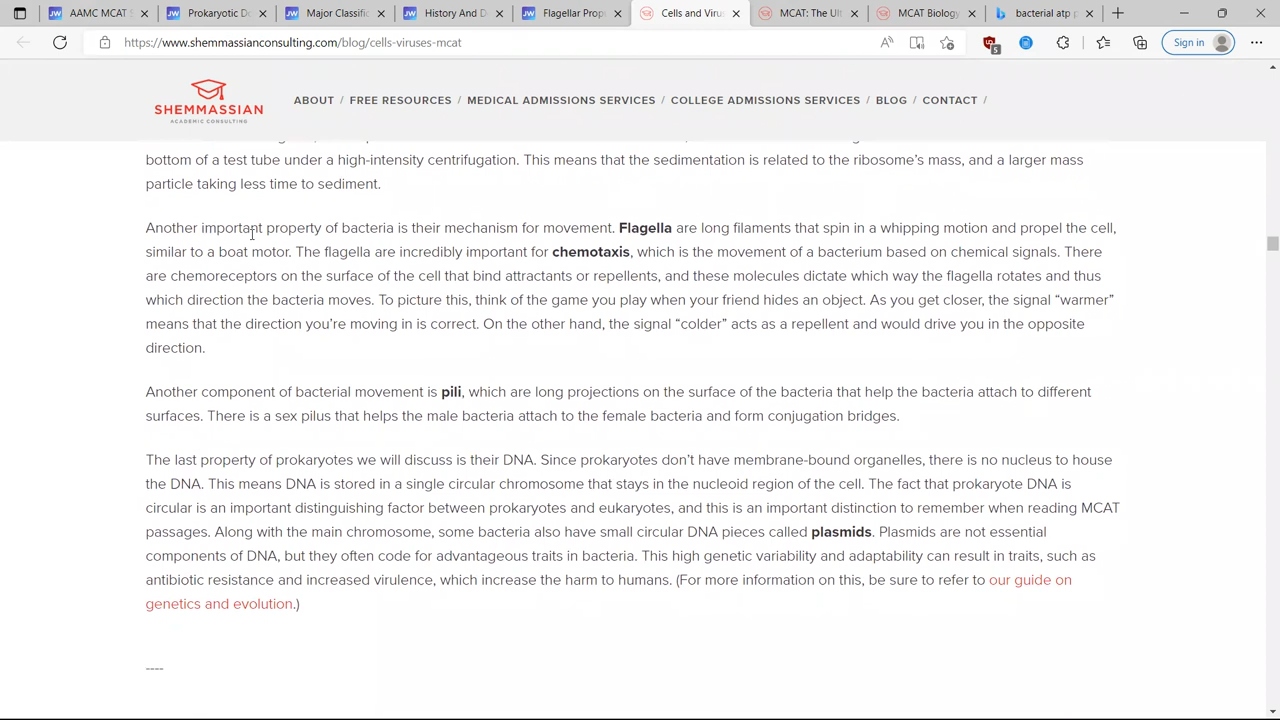 AAMC MCAT S
Prokaryotic D
Major Classific
History And D
Flagellar Prop
Cells and Viru
MCAT: The Ul
MCAT Biology
bacterial atp p
https://www.shemmassianconsulting.com/blog/cells-viruses-mcat
5
Sign in
SHEMMASSIAN
ACADEMIC CONSULTING
ABOUT / FREE RESOURCES / MEDICAL ADMISSIONS SERVICES / COLLEGE ADMISSIONS SERVICES / BLOG / CONTACT /
bottom of a test tube under a high-intensity centrifugation. This means that the sedimentation is related to the ribosome's mass, and a larger mass
particle taking less time to sediment.
Another important property of bacteria is their mechanism for movement. Flagella are long filaments that spin in a whipping motion and propel the cell,
similar to a boat motor. The flagella are incredibly important for chemotaxis, which is the movement of a bacterium based on chemical signals. There
are chemoreceptors on the surface of the cell that bind attractants or repellents, and these molecules dictate which way the flagella rotates and thus
which direction the bacteria moves. To picture this, think of the game you play when your friend hides an object. As you get closer, the signal “warmer”
means that the direction you’re moving in is correct. On the other hand, the signal “colder” acts as a repellent and would drive you in the opposite
direction.
Another component of bacterial movement is pili, which are long projections on the surface of the bacteria that help the bacteria attach to different
surfaces. There is a sex pilus that helps the male bacteria attach to the female bacteria and form conjugation bridges.
The last property of prokaryotes we will discuss is their DNA. Since prokaryotes don’t have membrane-bound organelles, there is no nucleus to house
the DNA. This means DNA is stored in a single circular chromosome that stays in the nucleoid region of the cell. The fact that prokaryote DNA is
circular is an important distinguishing factor between prokaryotes and eukaryotes, and this is an important distinction to remember when reading MCAT
passages. Along with the main chromosome, some bacteria also have small circular DNA pieces called plasmids. Plasmids are not essential
components of DNA, but they often code for advantageous traits in bacteria. This high genetic variability and adaptability can result in traits, such as
antibiotic resistance and increased virulence, which increase the harm to humans. (For more information on this, be sure to refer to our guide on
genetics and evolution.)
----